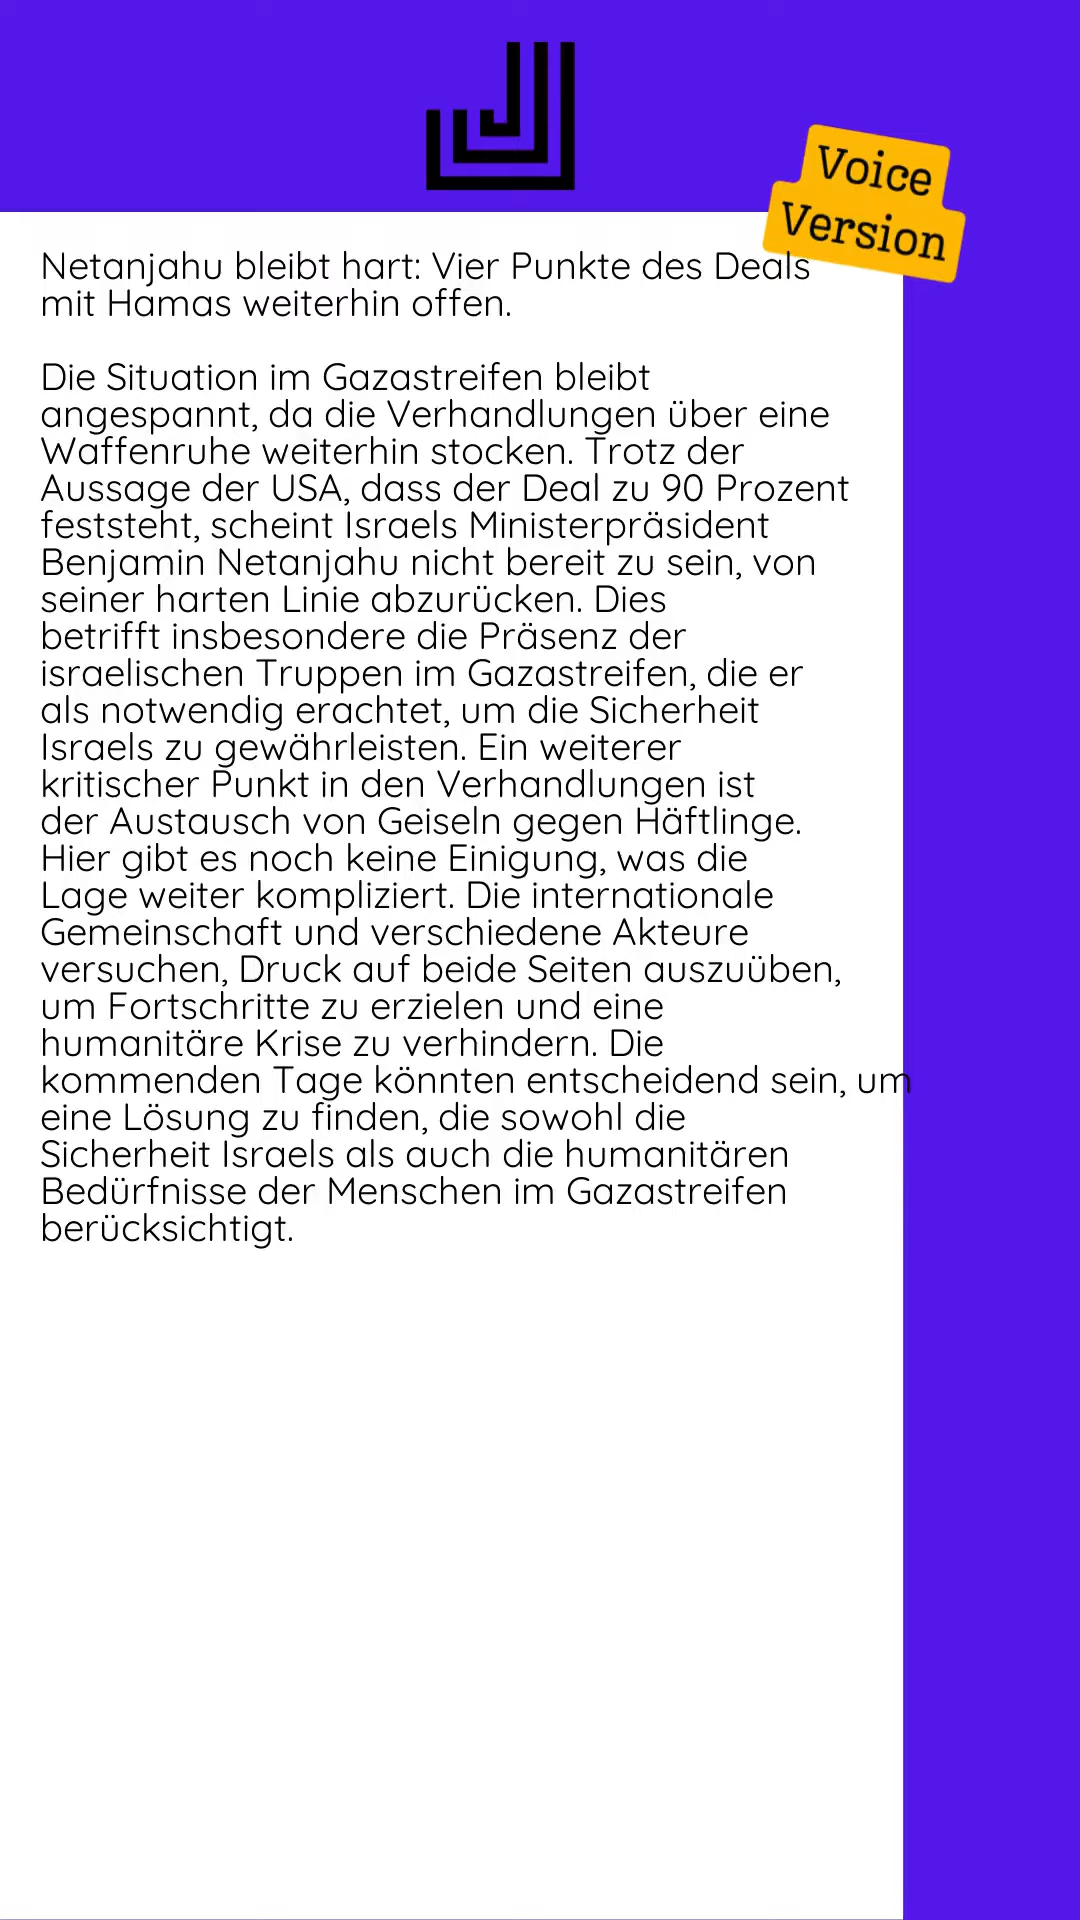 Voice
Version
Netanjahu bleibt hart: Vier Punkte des Deals
mit Hamas weiterhin offen.
Die Situation im Gazastreifen bleibt
angespannt, da die Verhandlungen über eine
Waffenruhe weiterhin stocken. Trotz der
Aussage der USA, dass der Deal zu 90 Prozent
feststeht, scheint Israels Ministerpräsident
Benjamin Netanjahu nicht bereit zu sein, von
seiner harten Linie abzurücken. Dies
betrifft insbesondere die Präsenz der
israelischen Truppen im Gazastreifen, die er
als notwendig erachtet, um die Sicherheit
Israels zu gewährleisten. Ein weiterer
kritischer Punkt in den Verhandlungen ist
der Austausch von Geiseln gegen Häftlinge.
Hier gibt es noch keine Einigung, was die
Lage weiter kompliziert. Die internationale
Gemeinschaft und verschiedene Akteure
versuchen, Druck auf beide Seiten auszuüben,
um Fortschritte zu erzielen und eine
humanitäre Krise zu verhindern. Die
kommenden Tage könnten entscheidend sein, um
eine Lösung zu finden, die sowohl die
Sicherheit Israels als auch die humanitären
Bedürfnisse der Menschen im Gazastreifen
berücksichtigt.